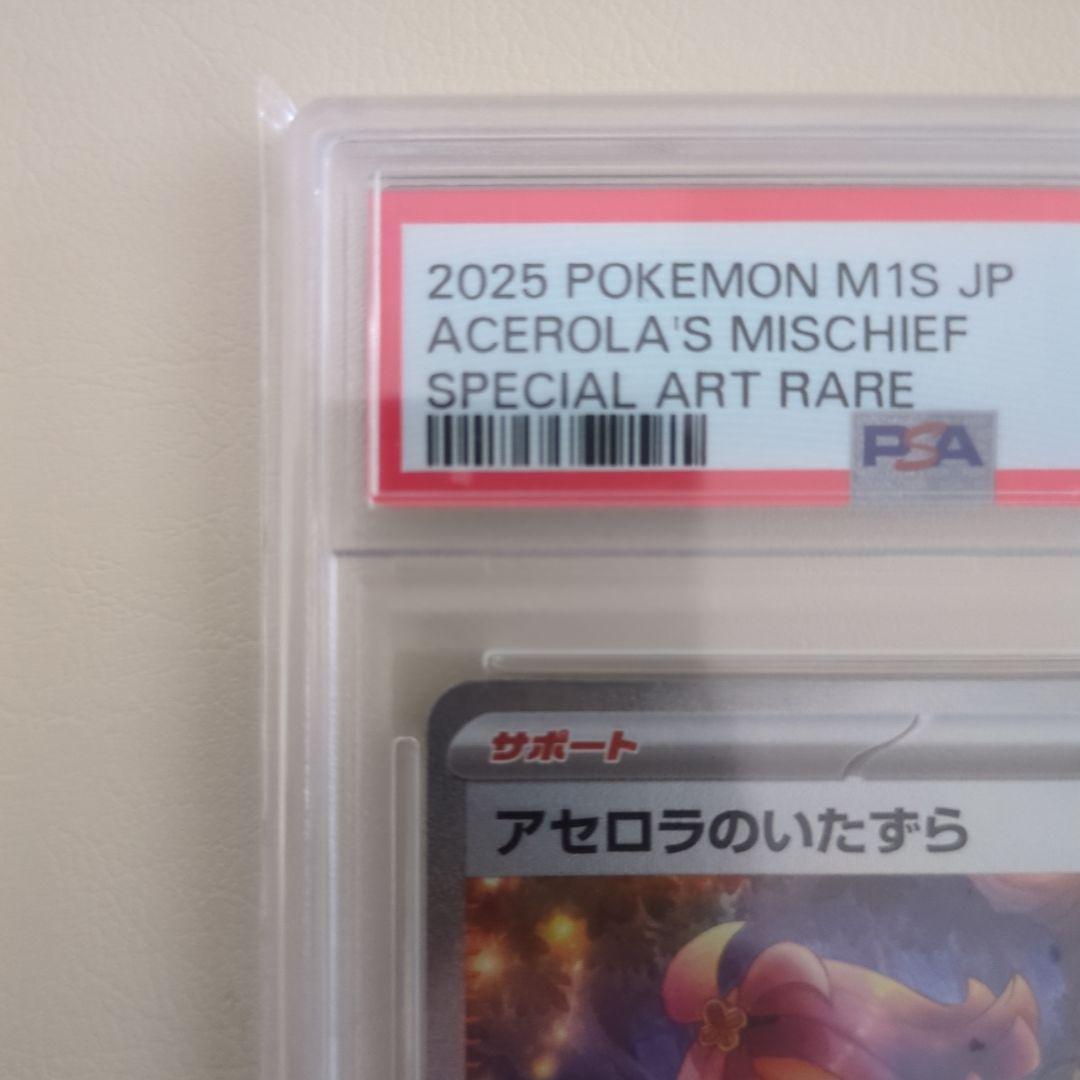 2025 POKEMON M1S JP
ACEROLA'S MISCHIEF
SPECIAL ART RARE
PSA
サポート
アセロラのいたずら